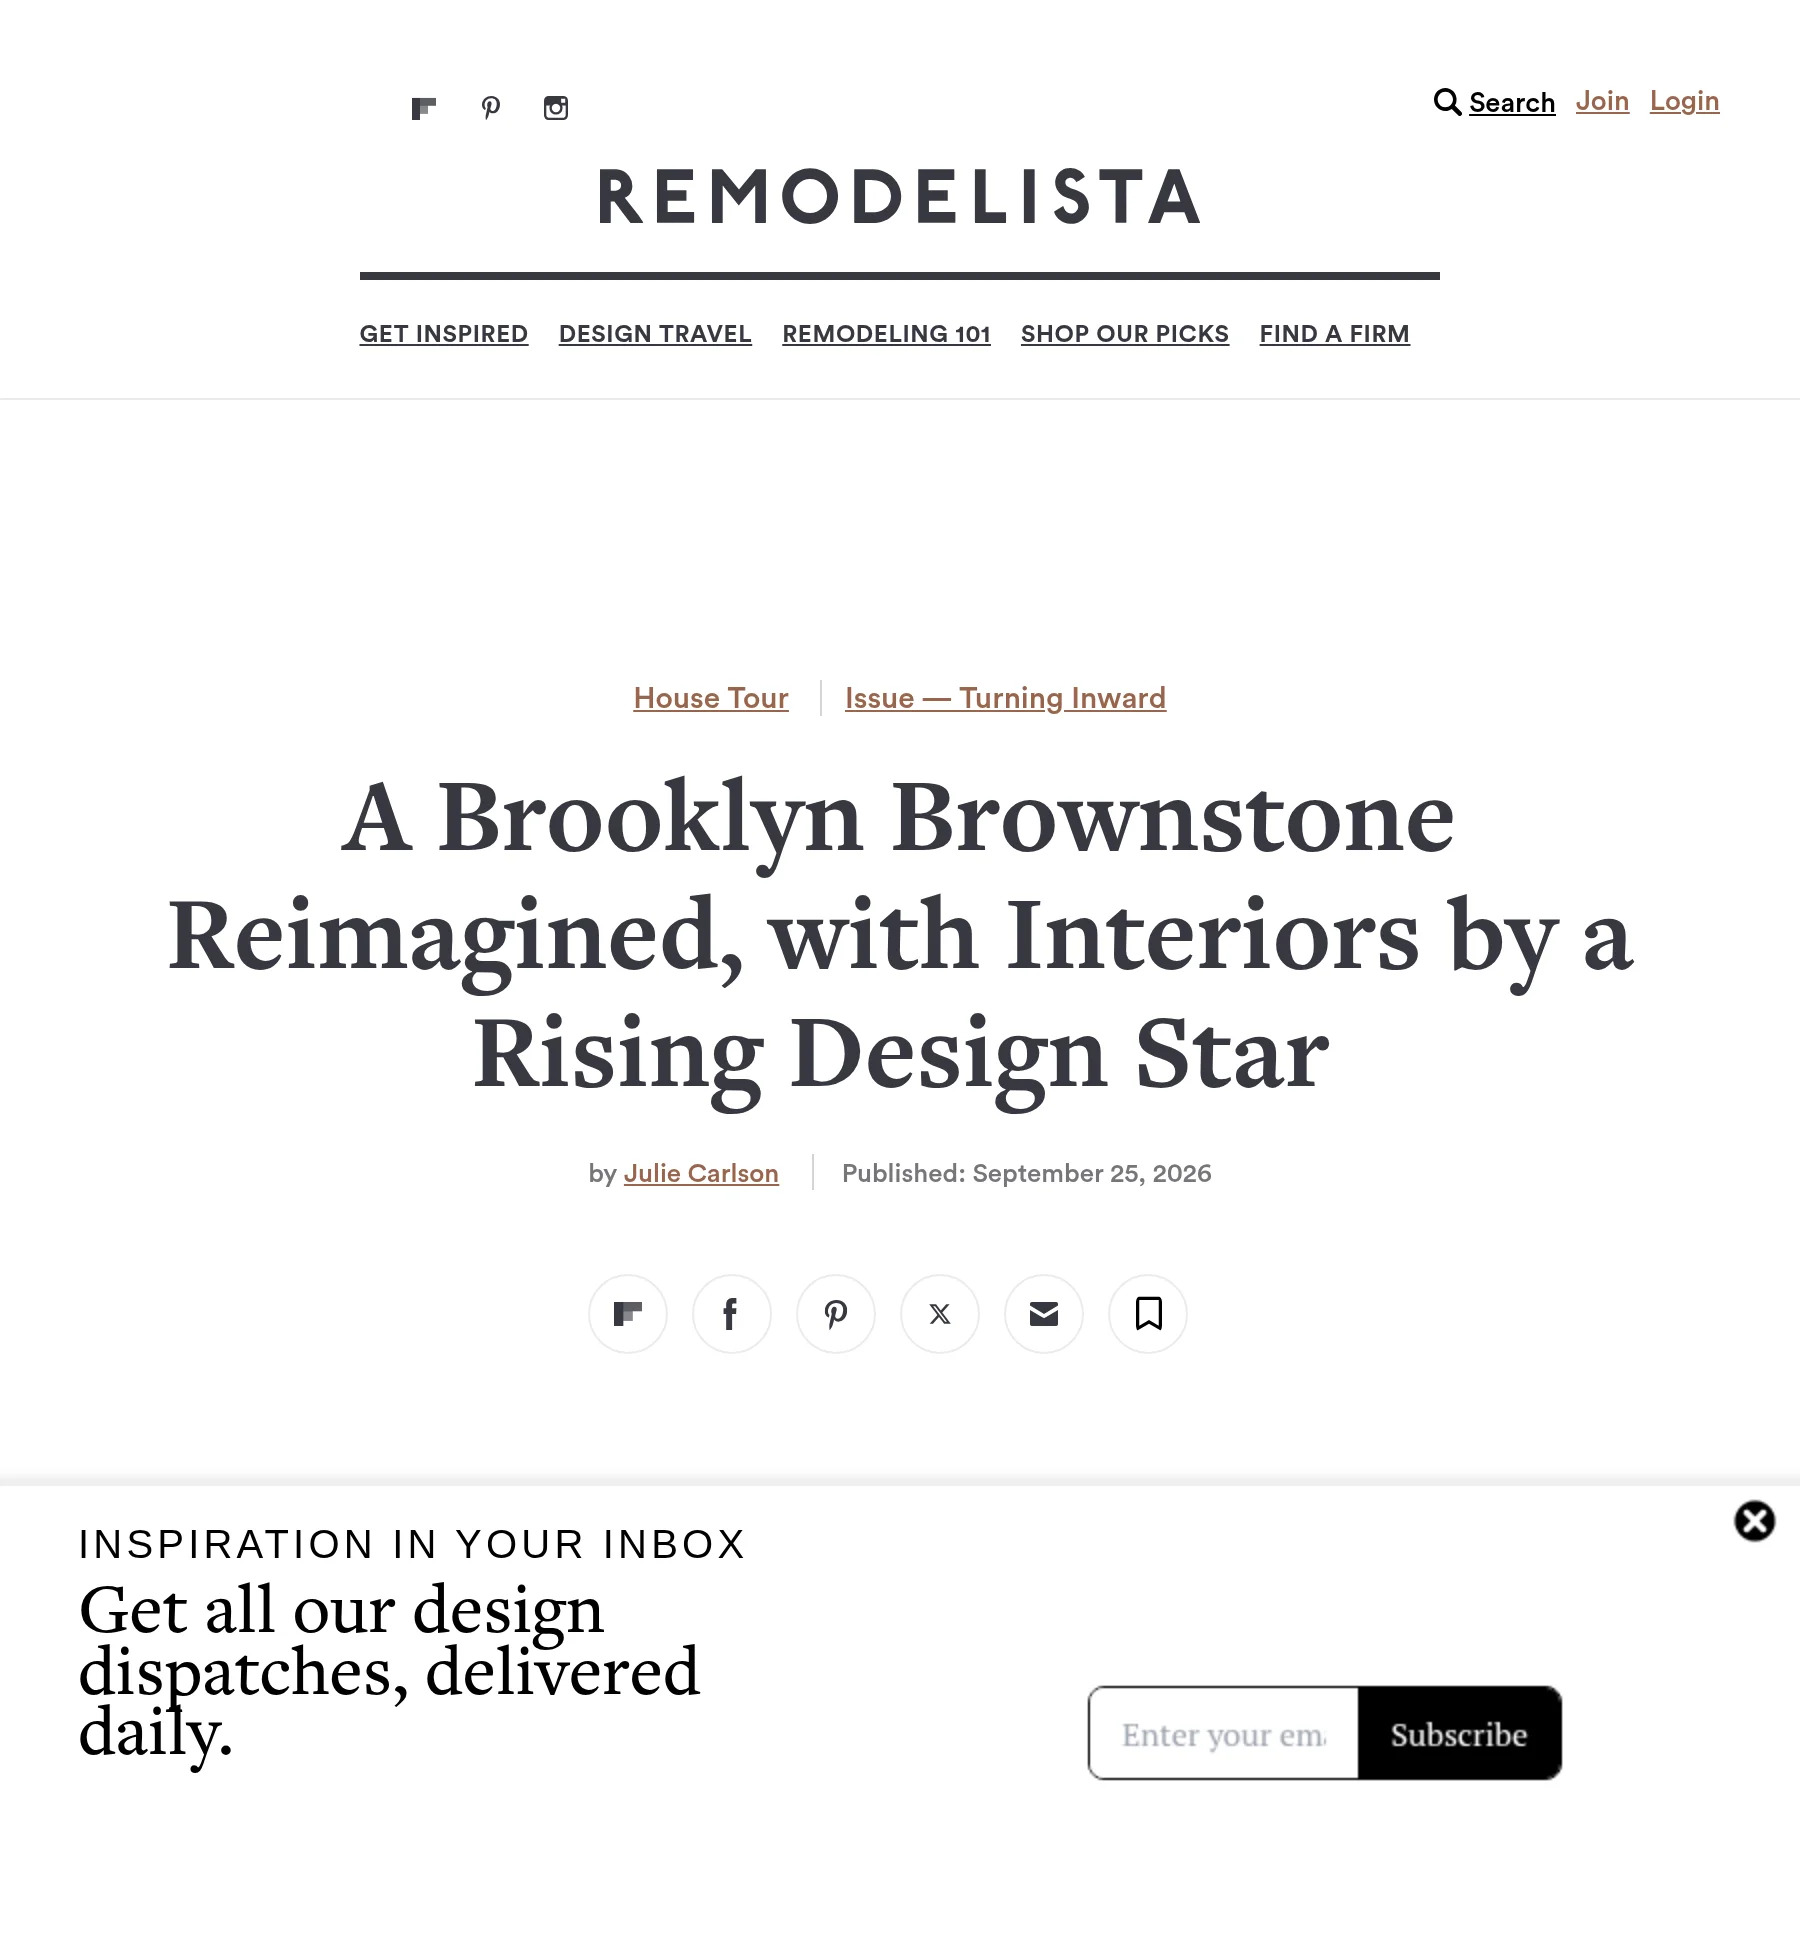 Search Join Login
REMODELISTA
GET INSPIRED DESIGN TRAVEL REMODELING 101 SHOP OUR PICKS FIND A FIRM
House Tour Issue — Turning Inward
A Brooklyn Brownstone
Reimagined, with Interiors by a
Rising Design Star
by Julie Carlson Published: September 25, 2026
INSPIRATION IN YOUR INBOX
Get all our design
dispatches, delivered
daily.
Enter your ema Subscribe